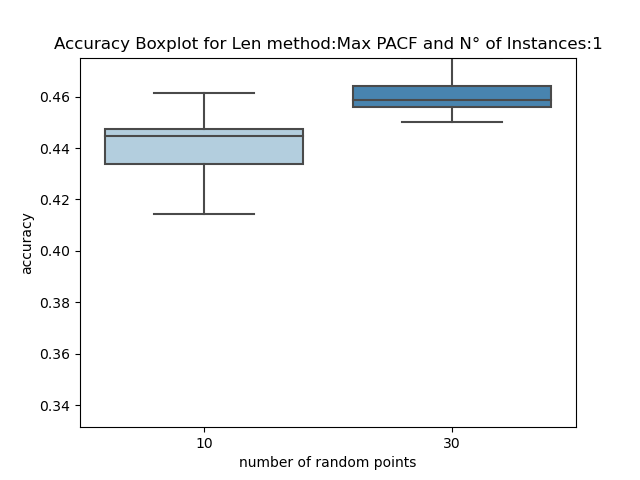 Accuracy Boxplot for Len method:Max PACF and N° of Instances:1
accuracy
0.46
0.44
0.42
0.40
0.38
0.36
0.34
10 30
number of random points